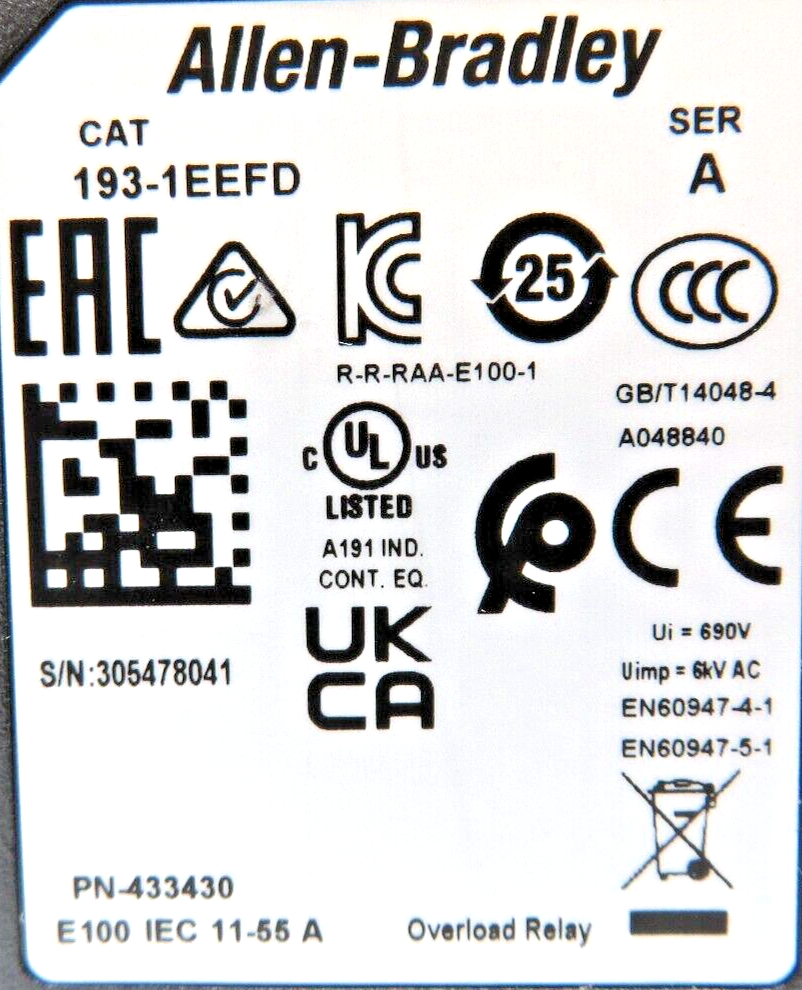 Allen-Bradley
CAT
193-1EEFD
SER
A
EAC
KC
25
CCC
R-R-RAA-E100-1
GB/T14048-4
A048840
C UL US
LISTED
A191 IND.
CONT. EQ.
CE
UK
CA
S/N:305478041
Ui = 690V
Uimp = 6kV AC
EN60947-4-1
EN60947-5-1
PN-433430
E100 IEC 11-55 A
Overload Relay